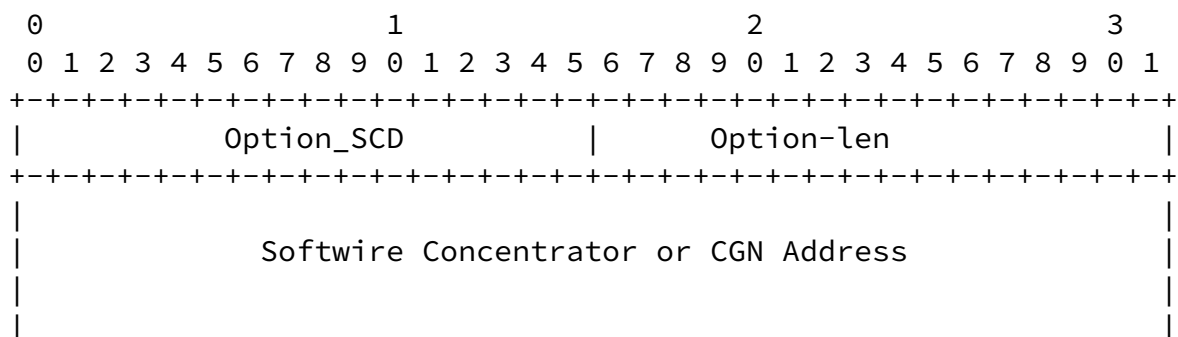 0                   1                   2                   3
 0 1 2 3 4 5 6 7 8 9 0 1 2 3 4 5 6 7 8 9 0 1 2 3 4 5 6 7 8 9 0 1
+-+-+-+-+-+-+-+-+-+-+-+-+-+-+-+-+-+-+-+-+-+-+-+-+-+-+-+-+-+-+-+-+
|           Option_SCD          |      Option-len               |
+-+-+-+-+-+-+-+-+-+-+-+-+-+-+-+-+-+-+-+-+-+-+-+-+-+-+-+-+-+-+-+-+
|                                                               |
|             Softwire Concentrator or CGN Address              |
|                                                               |
|                                                               |